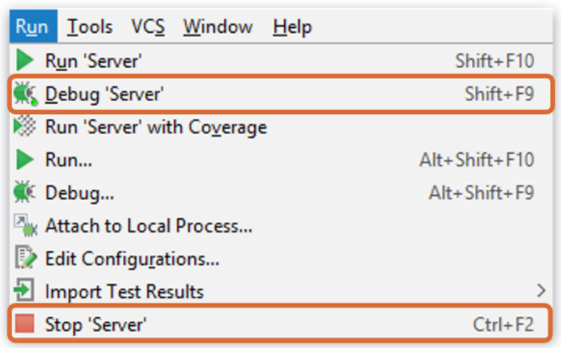 Run Tools VCS Window Help
Run 'Server' Shift+F10
Debug 'Server' Shift+F9
Run 'Server' with Coverage
Run... Alt+Shift+F10
Debug... Alt+Shift+F9
Attach to Local Process...
Edit Configurations...
Import Test Results
Stop 'Server' Ctrl+F2